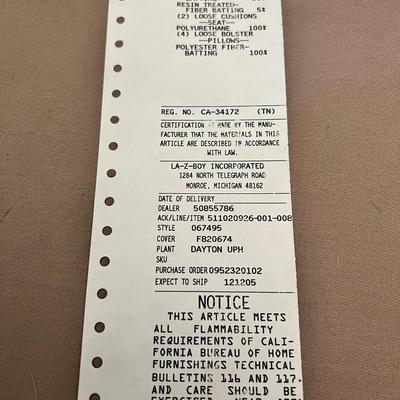 RESIN TREATED-
FIBER BATTING 5%
(2) LOOSE CUSHIONS
—SEAT—
POLYURETHANE 100%
(4) LOOSE BOLSTER
—PILLOWS—
POLYESTER FIBER-
BATTING 100%
REG. NO. CA-34172 (TN)
CERTIFICATION IS MADE BY THE MANU-
FACTURER THAT THE MATERIALS IN THIS
ARTICLE ARE DESCRIBED IN ACCORDANCE
WITH LAW.
LA-Z-BOY INCORPORATED
1284 NORTH TELEGRAPH ROAD
MONROE, MICHIGAN 48162
DATE OF DELIVERY
DEALER 50855786
ACK/LINE/ITEM 511020926-001-008
STYLE 067495
COVER F820674
PLANT DAYTON UPH
SKU
PURCHASE ORDER 0952320102
EXPECT TO SHIP 121205
NOTICE
THIS ARTICLE MEETS
ALL FLAMMABILITY
REQUIREMENTS OF CALI-
FORNIA BUREAU OF HOME
FURNISHINGS TECHNICAL
BULLETINS 116 AND 117.
AND CARE SHOULD BE